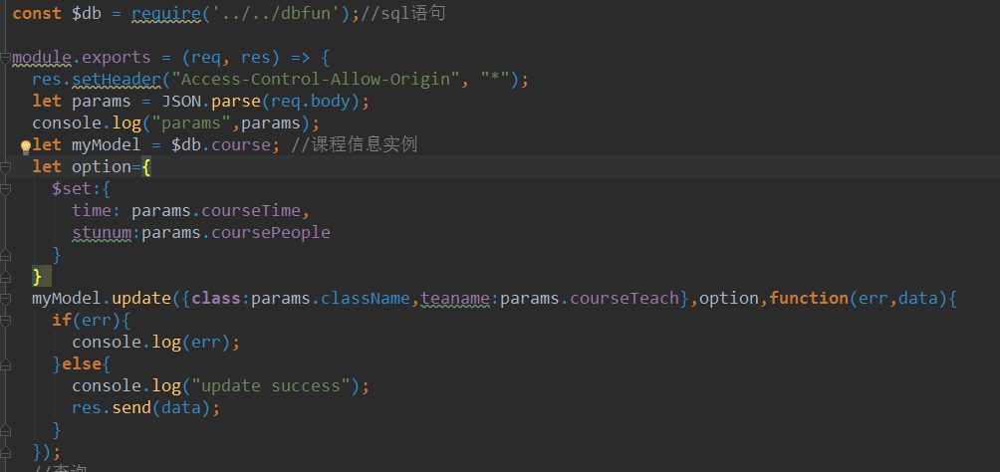 const $db = require('../../dbfun');//sql语句
module.exports = (req, res) => {
res.setHeader("Access-Control-Allow-Origin", "*");
let params = JSON.parse(req.body);
console.log("params",params);
let myModel = $db.course; //课程信息实例
let option={
$set:{
time: params.courseTime,
stunum:params.coursePeople
}
}
myModel.update({class:params.className,teaname:params.courseTeach},option,function(err,data){
if(err){
console.log(err);
}else{
console.log("update success");
res.send(data);
}
});
//查询